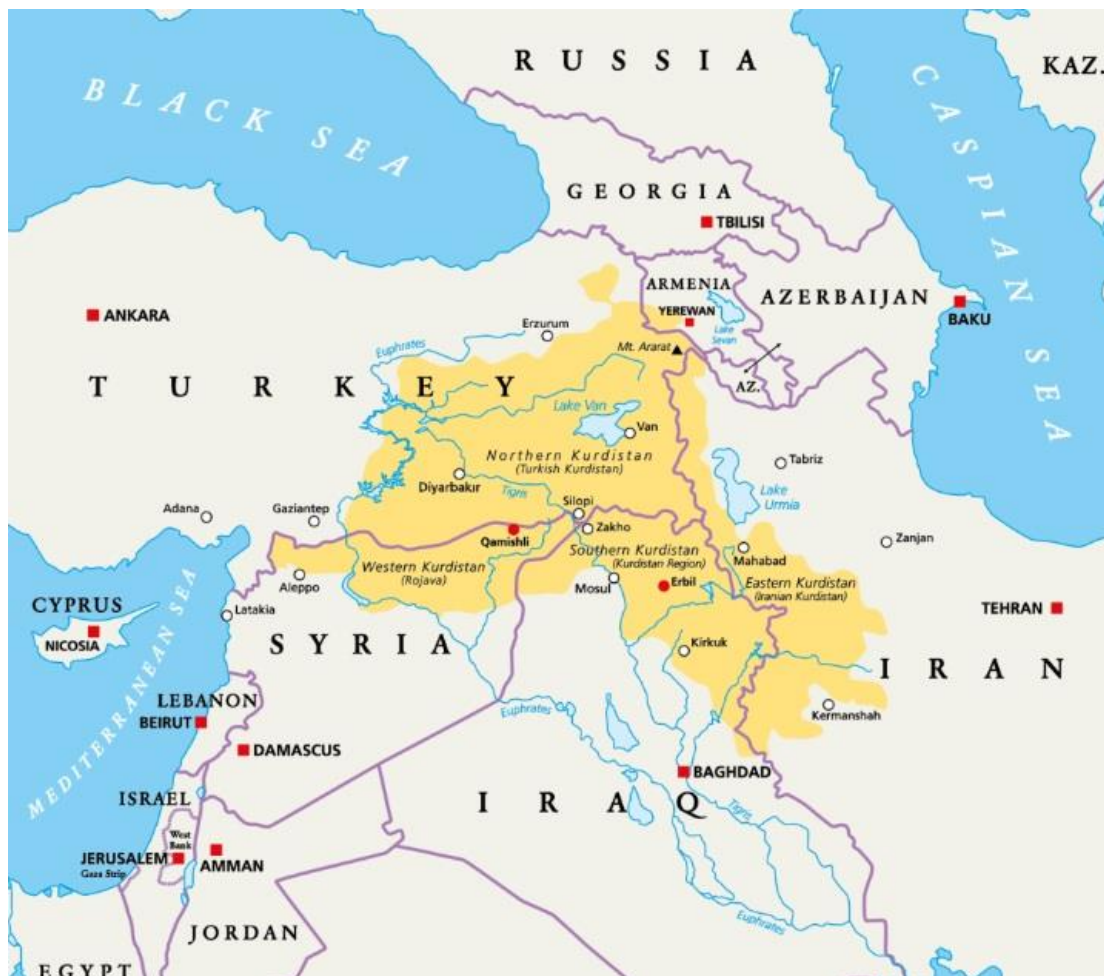 RUSSIA
KAZ.
BLACK SEA
CASPIAN SEA
GEORGIA
TBILISI
ARMENIA
AZERBAIJAN
YEREWAN
BAKU
Lake
Sevan
ANKARA
Erzurum
Euphrates
Mt. Ararat
AZ.
TURKEY
Lake Van
Van
Northern Kurdistan
(Turkish Kurdistan)
Tabriz
Diyarbakır
Tigris
Lake
Urmia
Adana
Gaziantep
Silopi
Zakho
Qamishli
Zanjan
Southern Kurdistan
(Kurdistan Region)
Mahabad
Western Kurdistan
(Rojava)
Aleppo
Mosul
Erbil
Eastern Kurdistan
(Iranian Kurdistan)
CYPRUS
NICOSIA
Latakia
TEHRAN
MEDITERRANEAN SEA
SYRIA
Kirkuk
IRAN
LEBANON
BEIRUT
Euphrates
Kermanshah
DAMASCUS
BAGHDAD
ISRAEL
IRAQ
Tigris
West
Bank
JERUSALEM
Gaza Strip
AMMAN
Euphrates
JORDAN
EGYPT